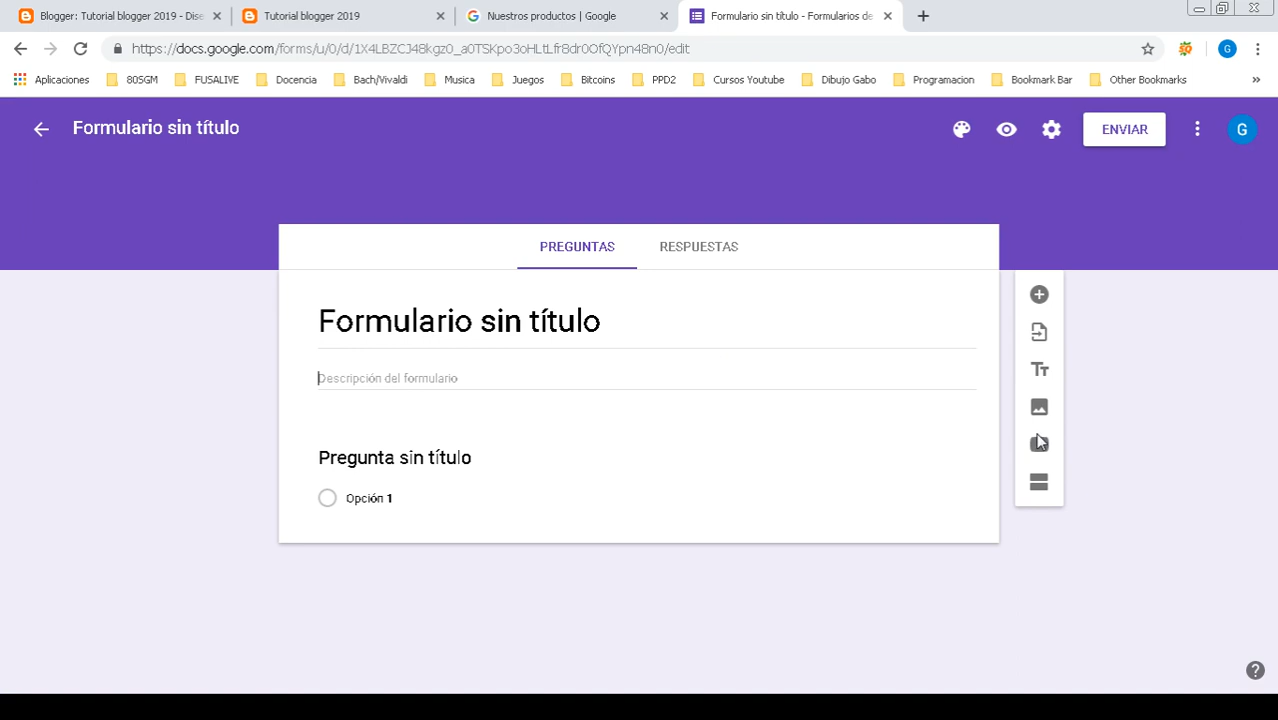 Blogger: Tutorial blogger 2019 - Dise
Tutorial blogger 2019
Nuestros productos | Google
Formulario sin título - Formularios de
https://docs.google.com/forms/u/0/d/1X4LBZCJ48kgz0_a0TSKpo3oHLtLfr8dr0OfQYpn48n0/edit
G
Aplicaciones
80SGM
FUSALIVE
Docencia
Bach/Vivaldi
Musica
Juegos
Bitcoins
PPD2
Cursos Youtube
Dibujo Gabo
Programacion
Bookmark Bar
Other Bookmarks
»
Formulario sin título
ENVIAR
G
PREGUNTAS
RESPUESTAS
Formulario sin título
Descripción del formulario
Pregunta sin título
Opción 1